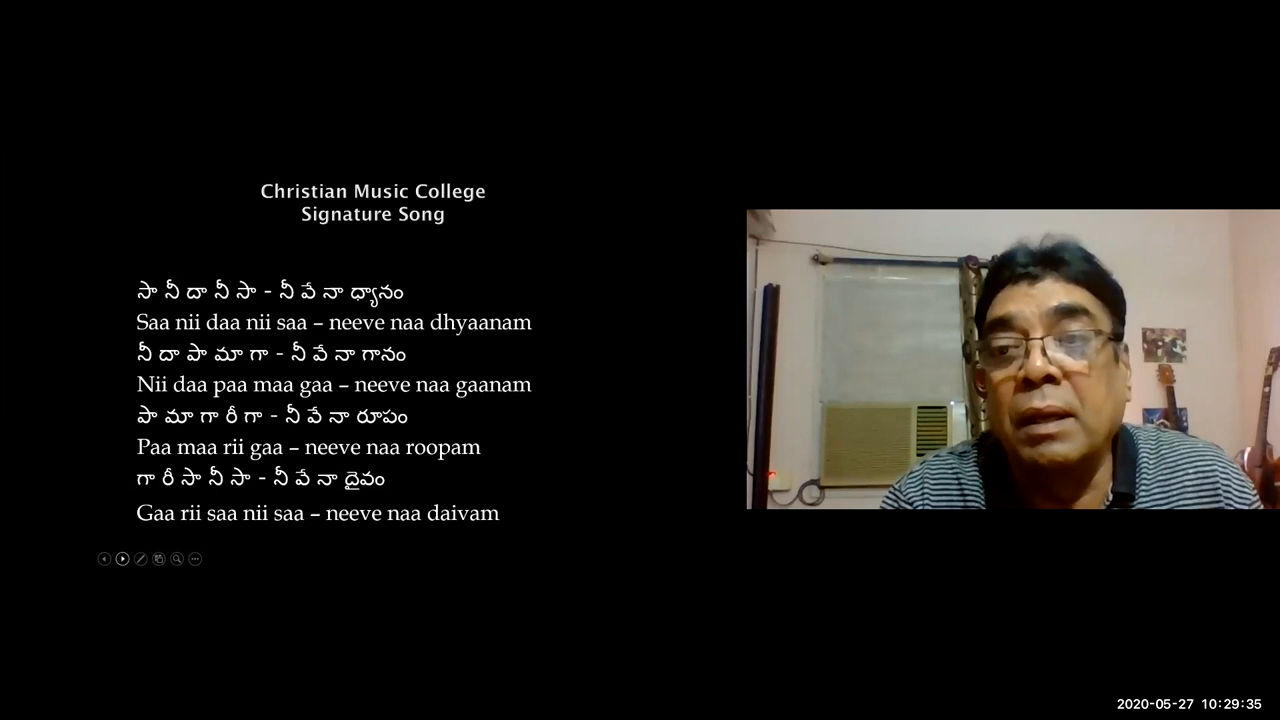 Christian Music College
Signature Song
సా నీ దా నీ సా - నీ వే నా ధ్యానం
Saa nii daa nii saa – neeve naa dhyaanam
నీ దా పా మా గా - నీ వే నా గానం
Nii daa paa maa gaa – neeve naa gaanam
పా మా గా రీ గా - నీ వే నా రూపం
Paa maa rii gaa – neeve naa roopam
గా రీ సా నీ సా - నీ వే నా దైవం
Gaa rii saa nii saa – neeve naa daivam
2020-05-27 10:29:35